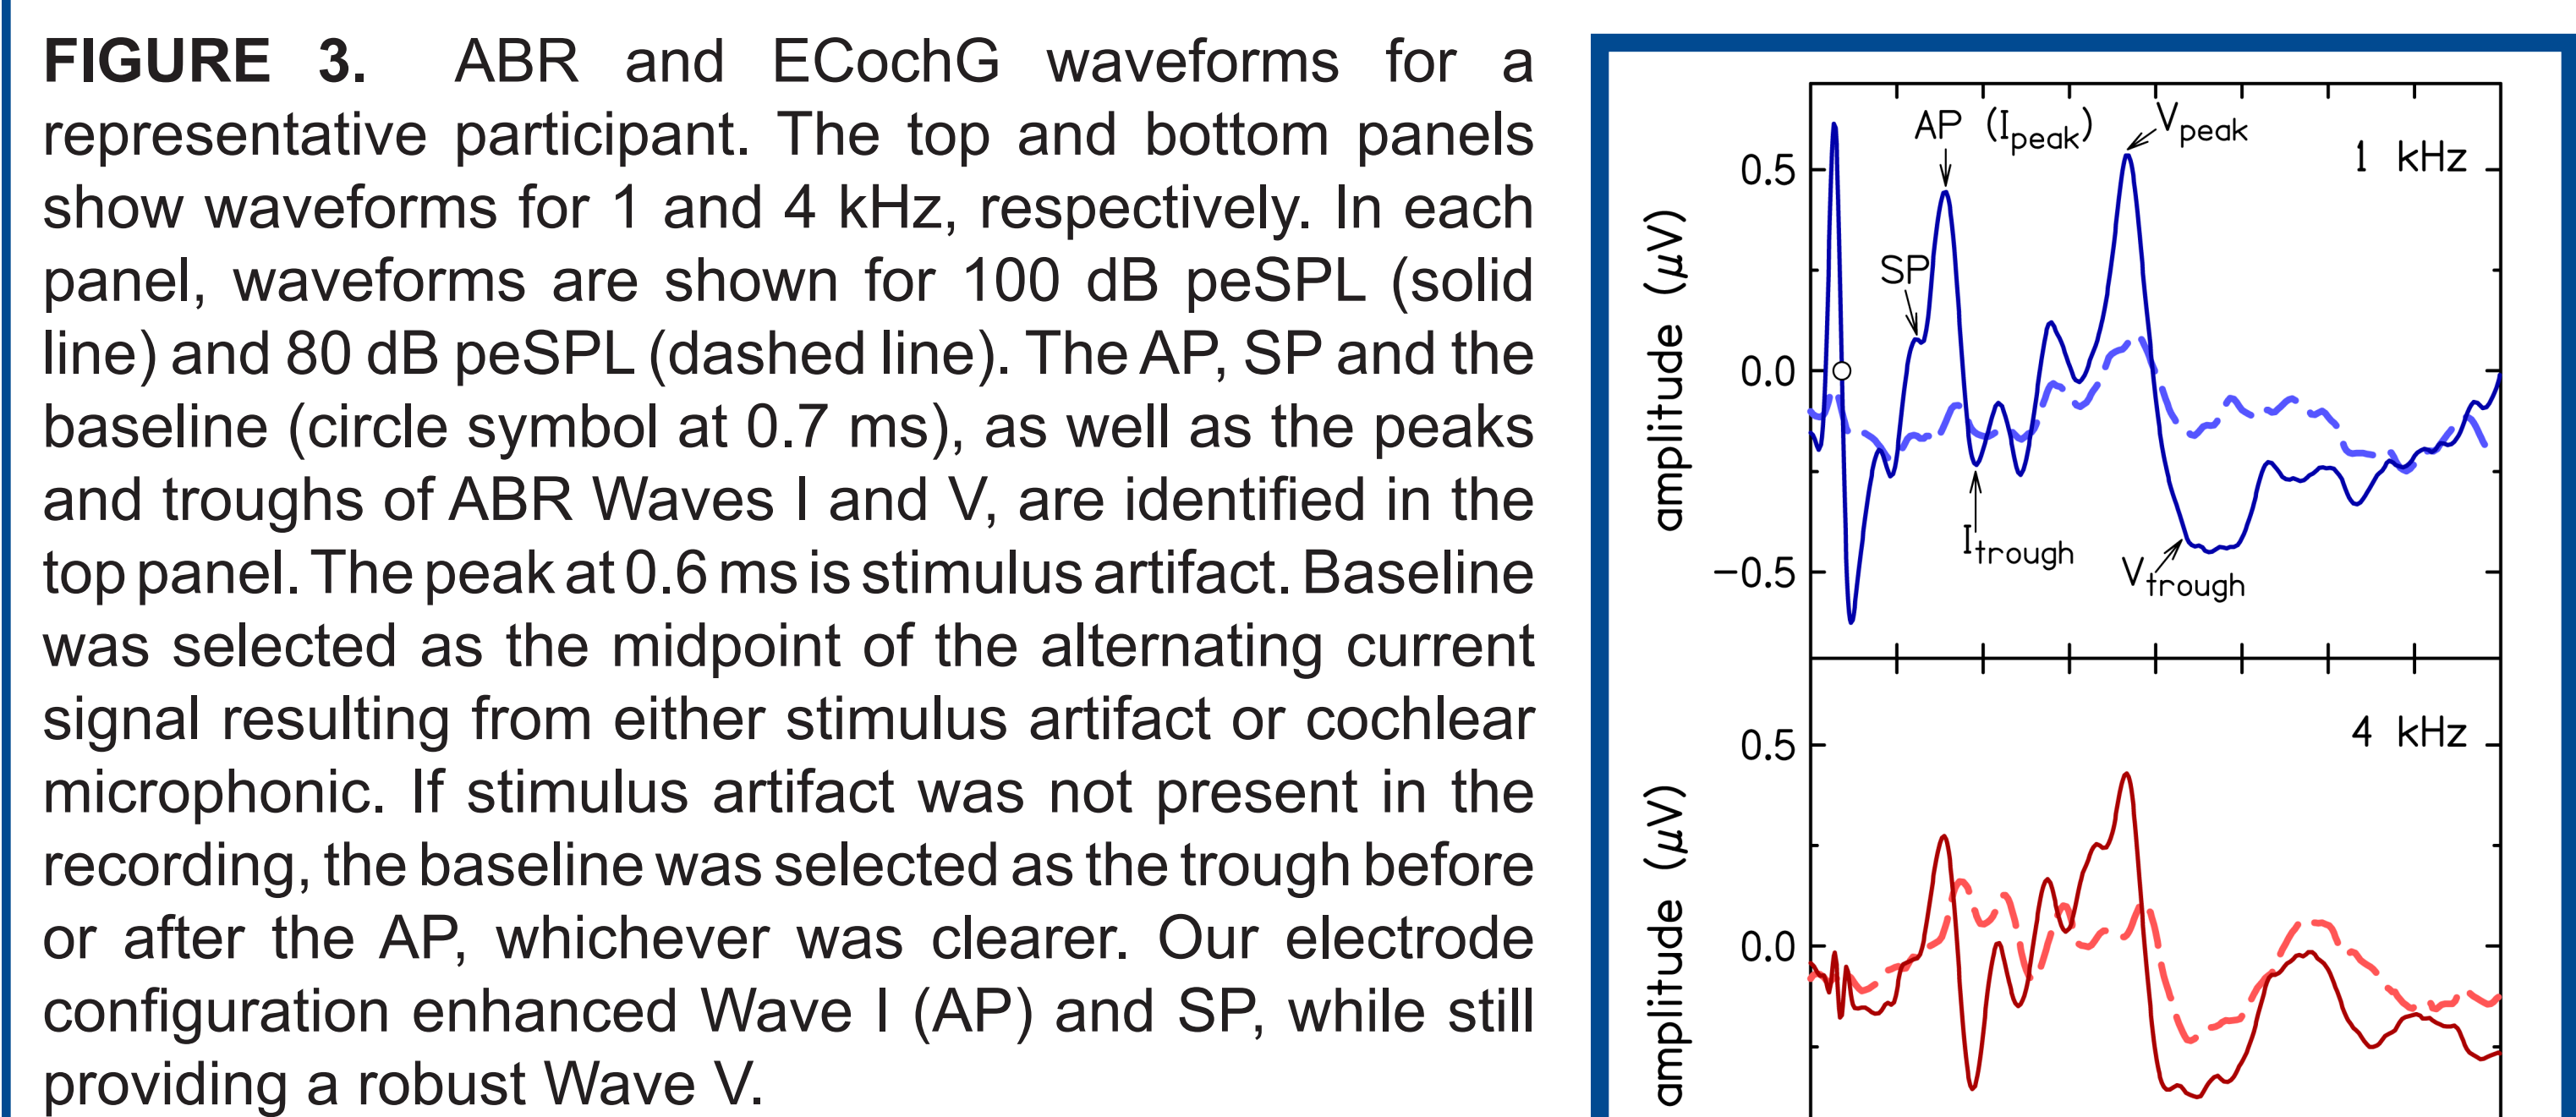 FIGURE 3. ABR and ECochG waveforms for a
representative participant. The top and bottom panels
show waveforms for 1 and 4 kHz, respectively. In each
panel, waveforms are shown for 100 dB peSPL (solid
line) and 80 dB peSPL (dashed line). The AP, SP and the
baseline (circle symbol at 0.7 ms), as well as the peaks
and troughs of ABR Waves I and V, are identified in the
top panel. The peak at 0.6 ms is stimulus artifact. Baseline
was selected as the midpoint of the alternating current
signal resulting from either stimulus artifact or cochlear
microphonic. If stimulus artifact was not present in the
recording, the baseline was selected as the trough before
or after the AP, whichever was clearer. Our electrode
configuration enhanced Wave I (AP) and SP, while still
providing a robust Wave V.
AP (Ipeak)
Vpeak
1 kHz
0.5
SP
amplitude (μV)
0.0
Itrough
Vtrough
−0.5
4 kHz
0.5
amplitude (μV)
0.0